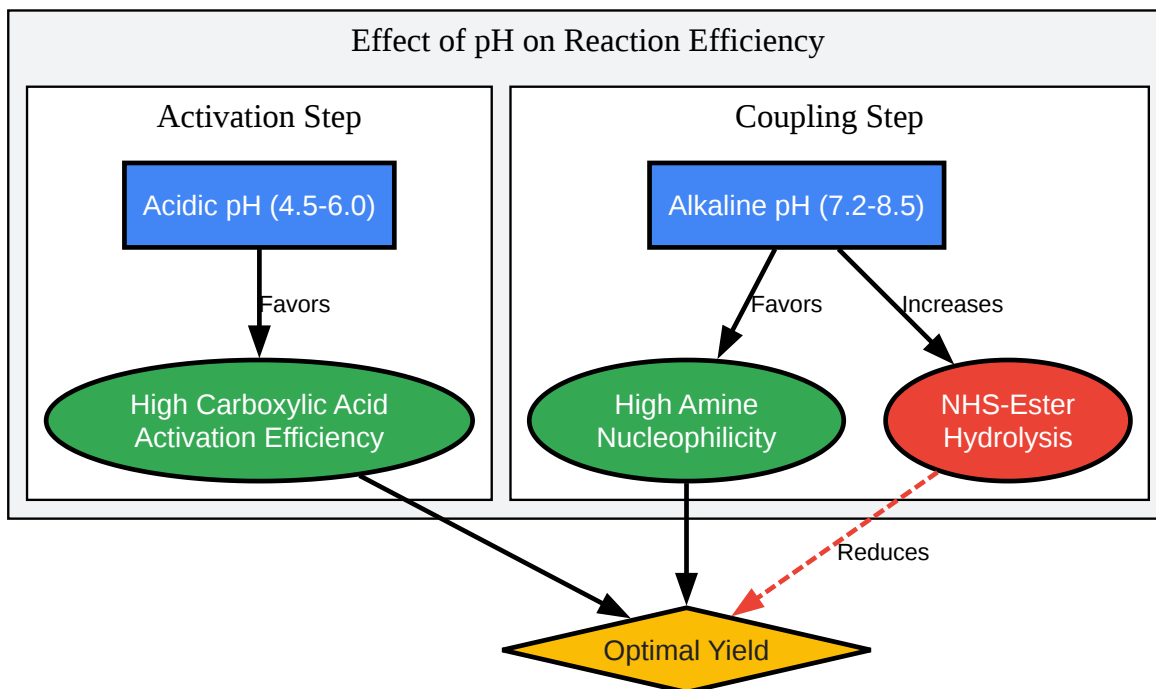 Effect of pH on Reaction Efficiency
Activation Step
Coupling Step
Acidic pH (4.5-6.0)
Alkaline pH (7.2-8.5)
Favors
Favors
Increases
High Carboxylic Acid
Activation Efficiency
High Amine
Nucleophilicity
NHS-Ester
Hydrolysis
Reduces
Optimal Yield